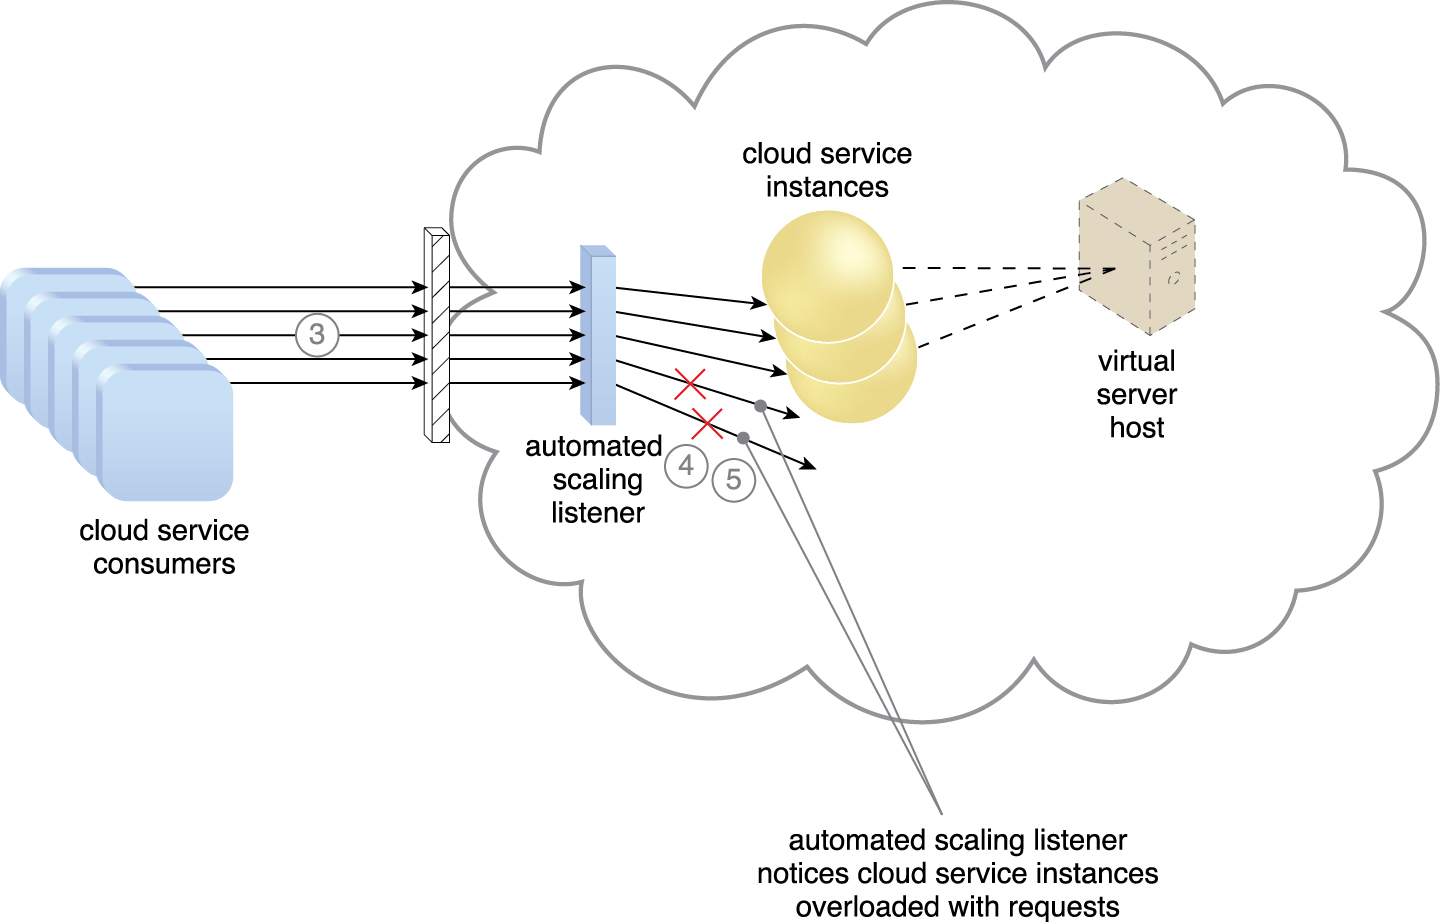 cloud service
instances
3
automated
scaling
listener
4
5
virtual
server
host
cloud service
consumers
automated scaling listener
notices cloud service instances
overloaded with requests